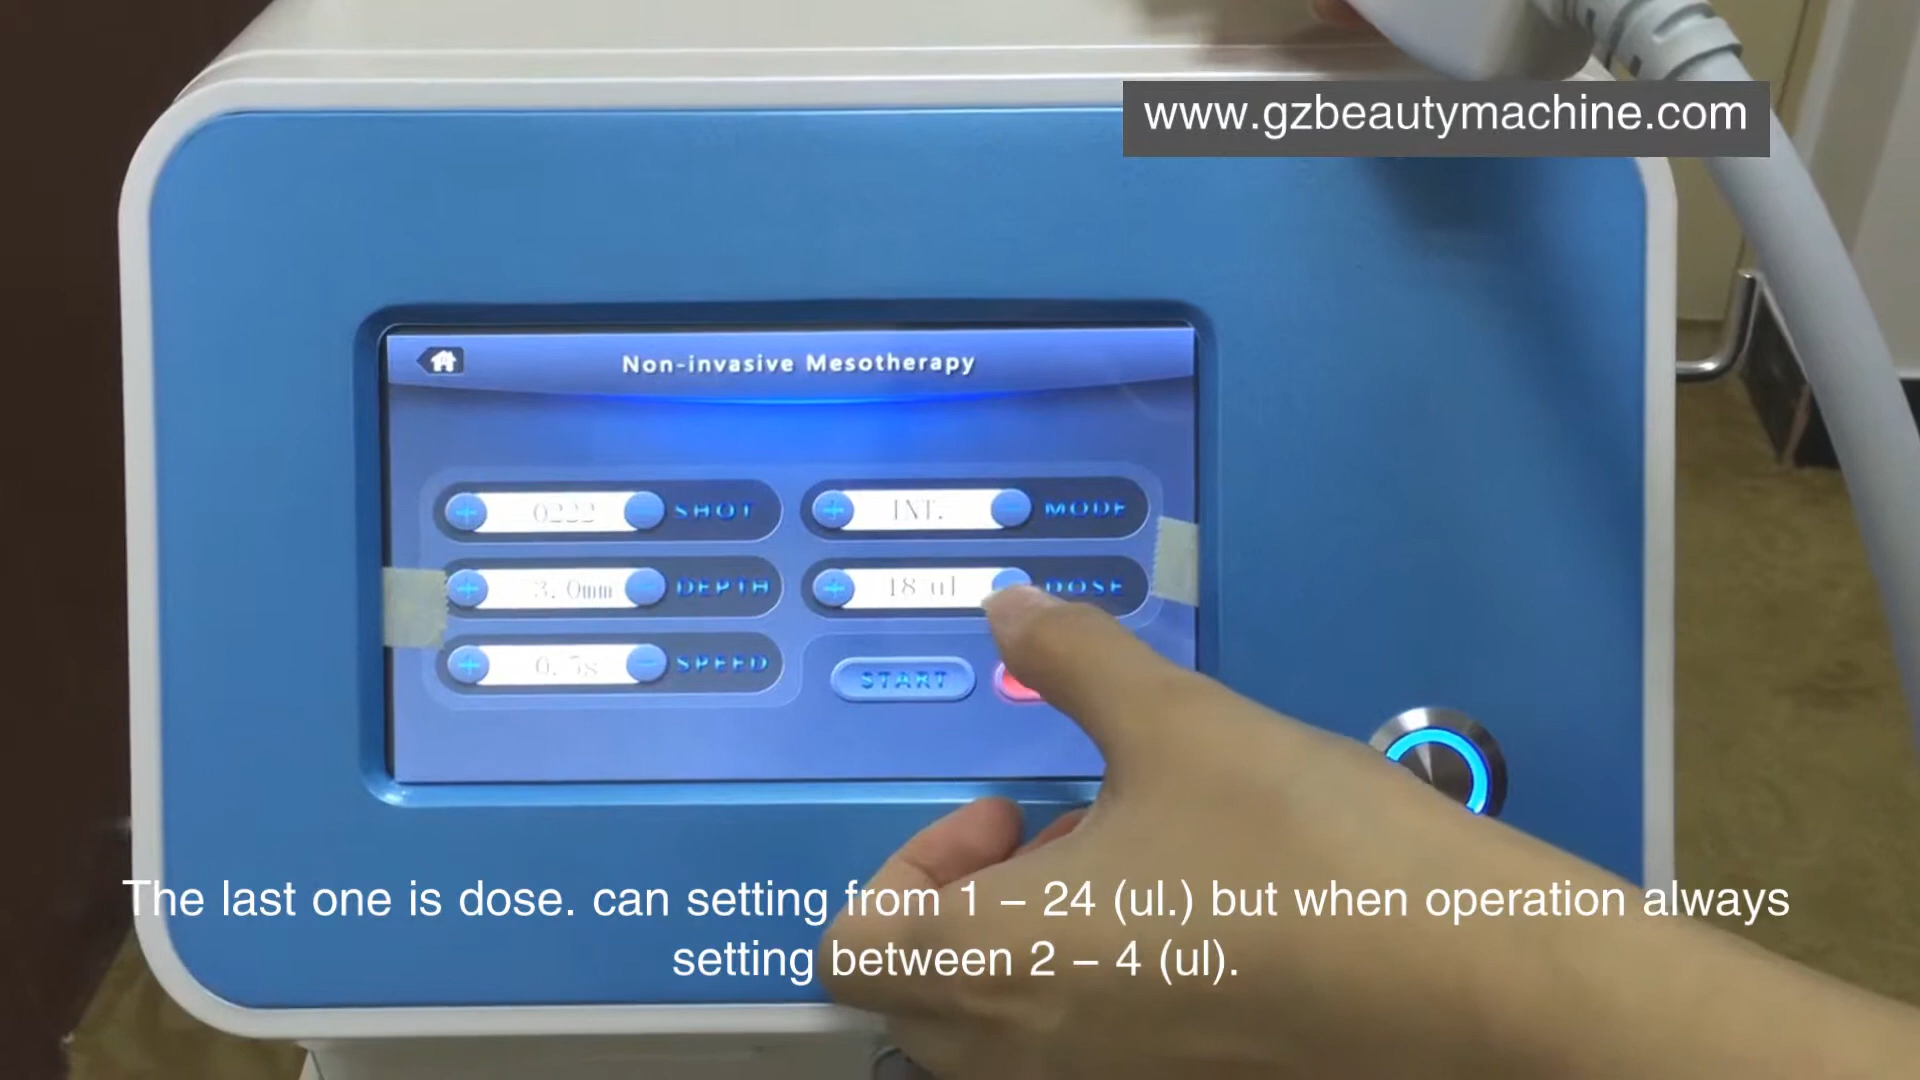 www.gzbeautymachine.com
Non-invasive Mesotherapy
0222 SHOT
INT. MODE
3.0mm DEPTH
18 ul DOSE
0.5s SPEED
START
The last one is dose. can setting from 1 – 24 (ul.) but when operation always
setting between 2 – 4 (ul).